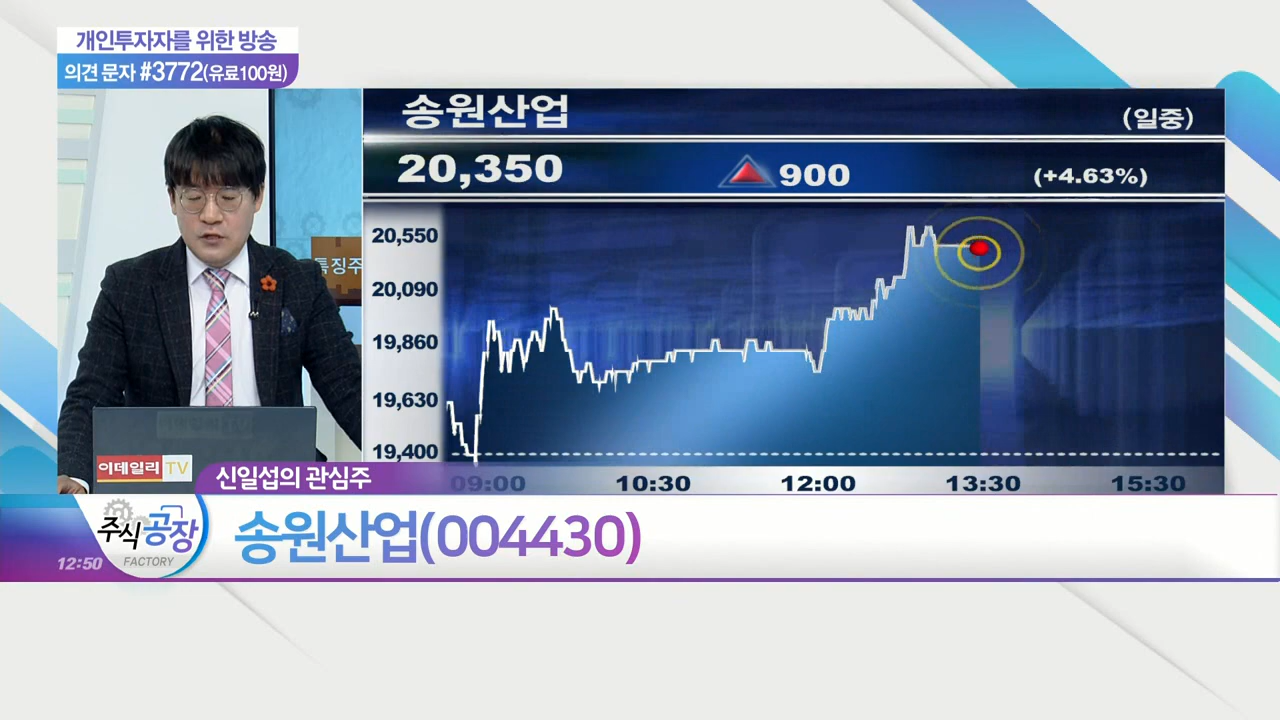 개인투자자를 위한 방송
의견 문자 #3772(유료100원)
송원산업
(일중)
20,350
900
(+4.63%)
20,550
20,090
19,860
19,630
19,400
09:00
10:30
12:00
13:30
15:30
특징주
이데일리 TV
신일섭의 관심주
주식공장
FACTORY
12:50
송원산업(004430)